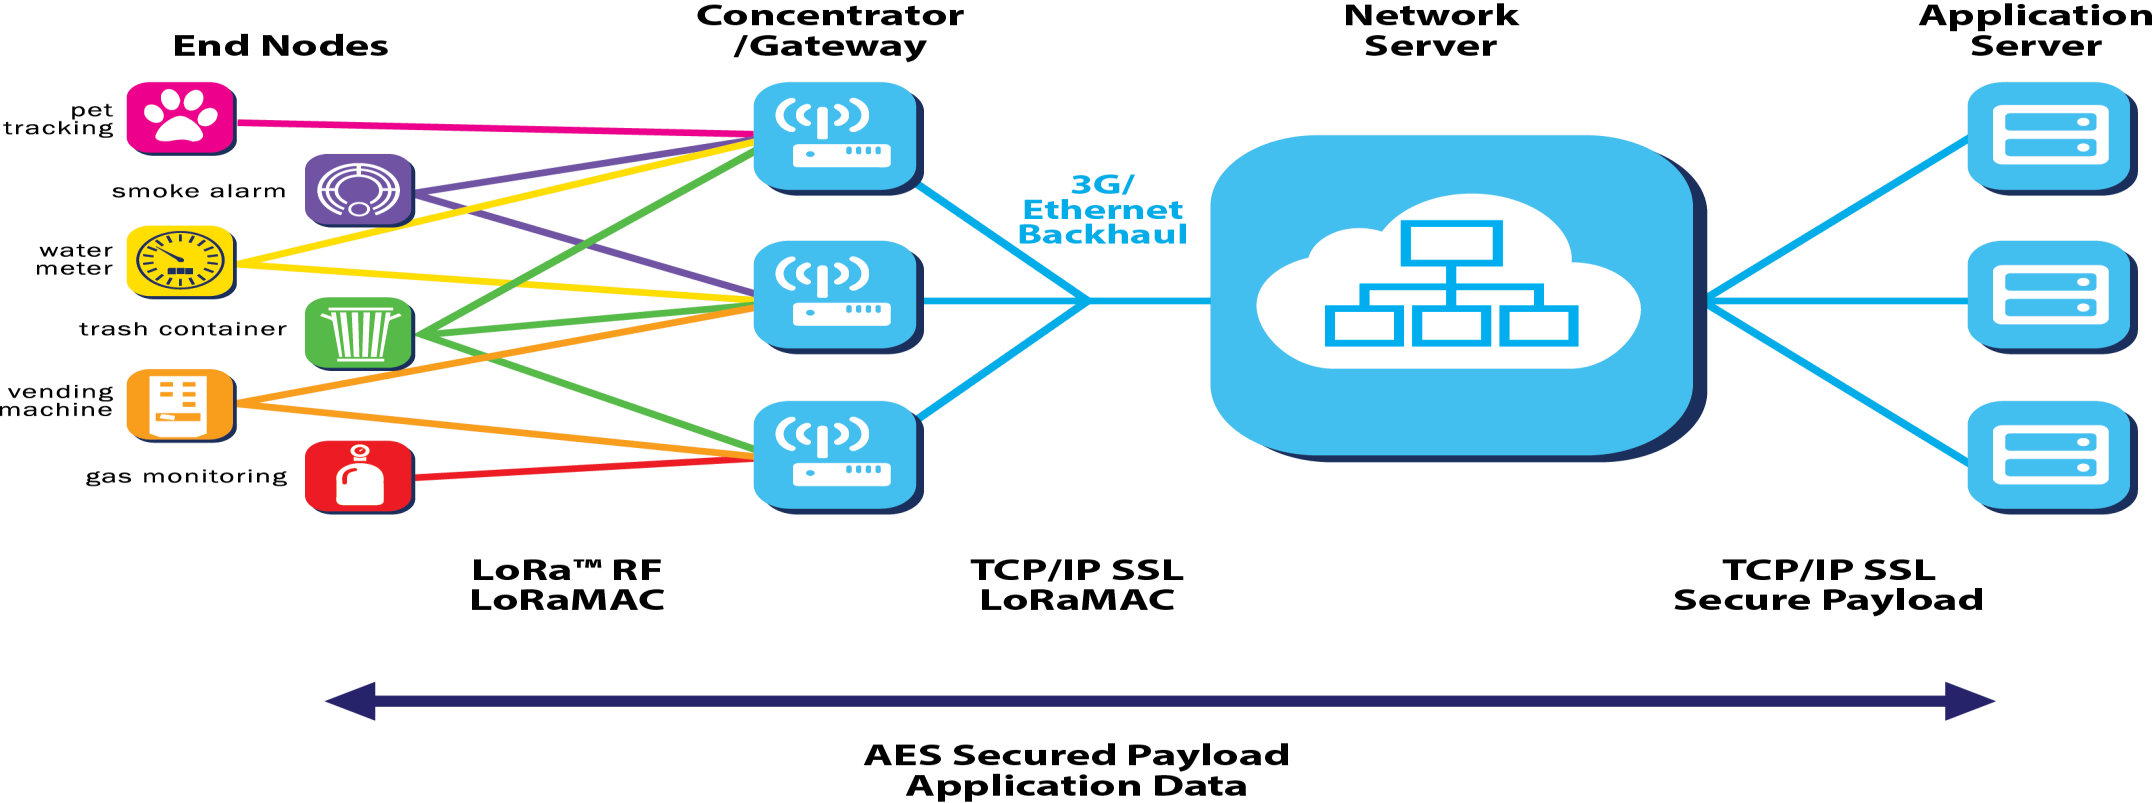 End Nodes
Concentrator
/Gateway
Network
Server
Application
Server
pet
tracking
smoke alarm
water
meter
trash container
vending
machine
gas monitoring
3G/
Ethernet
Backhaul
LoRa™ RF
LoRaMAC
TCP/IP SSL
LoRaMAC
TCP/IP SSL
Secure Payload
AES Secured Payload
Application Data